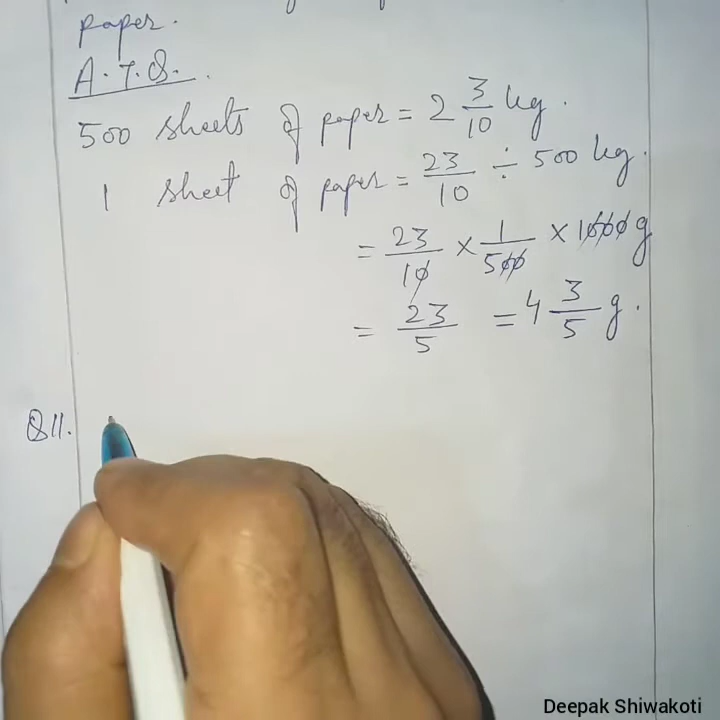 paper.
A.T.Q.
500 sheets of paper = 2 3/10 kg.
1 sheet of paper = 23/10 ÷ 500 kg.
= 23/10 × 1/500 × 1000 g
= 23/5 = 4 3/5 g.
Q11.
Deepak Shiwakoti